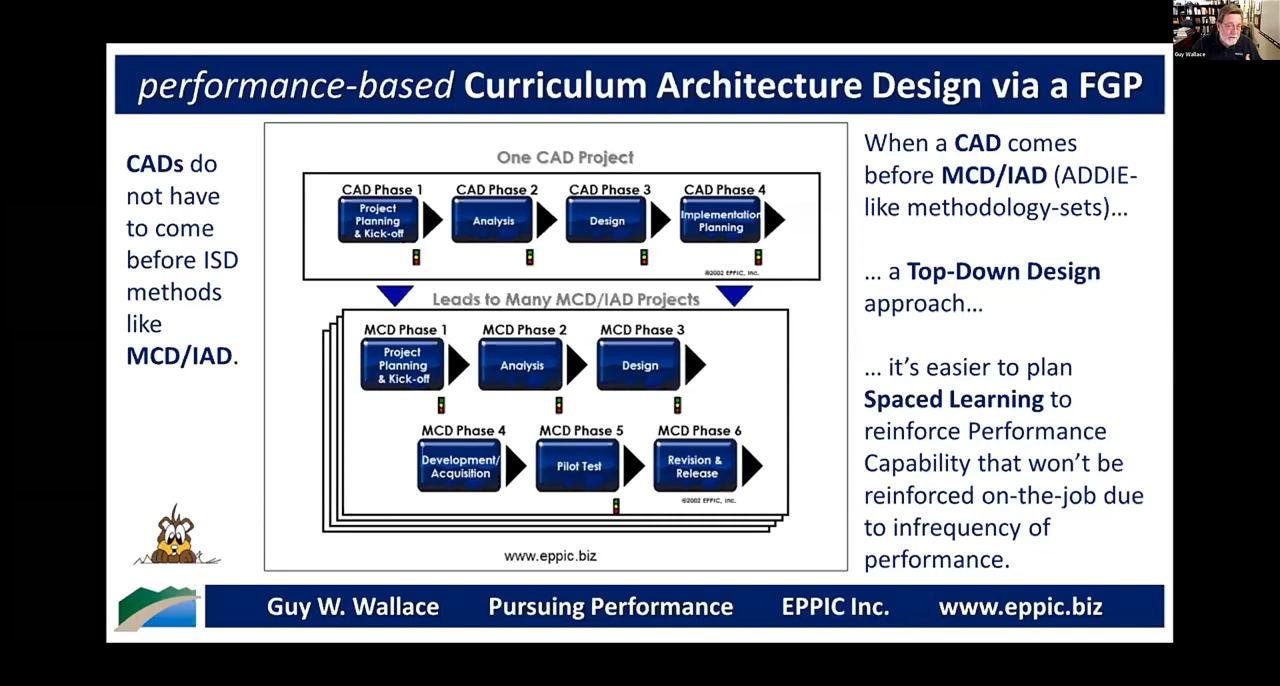 Guy Wallace
performance-based Curriculum Architecture Design via a FGP
CADs do
not have
to come
before ISD
methods
like
MCD/IAD.
One CAD Project
CAD Phase 1
CAD Phase 2
CAD Phase 3
CAD Phase 4
Project
Planning
& Kick-off
Analysis
Design
Implementation
Planning
©2002 EPPIC, Inc.
Leads to Many MCD/IAD Projects
MCD Phase 1
MCD Phase 2
MCD Phase 3
Project
Planning
& Kick-off
Analysis
Design
MCD Phase 4
MCD Phase 5
MCD Phase 6
Development/
Acquisition
Pilot Test
Revision &
Release
©2002 EPPIC, Inc.
www.eppic.biz
When a CAD comes
before MCD/IAD (ADDIE-
like methodology-sets)…
… a Top-Down Design
approach…
… it’s easier to plan
Spaced Learning to
reinforce Performance
Capability that won’t be
reinforced on-the-job due
to infrequency of
performance.
Guy W. Wallace Pursuing Performance EPPIC Inc. www.eppic.biz